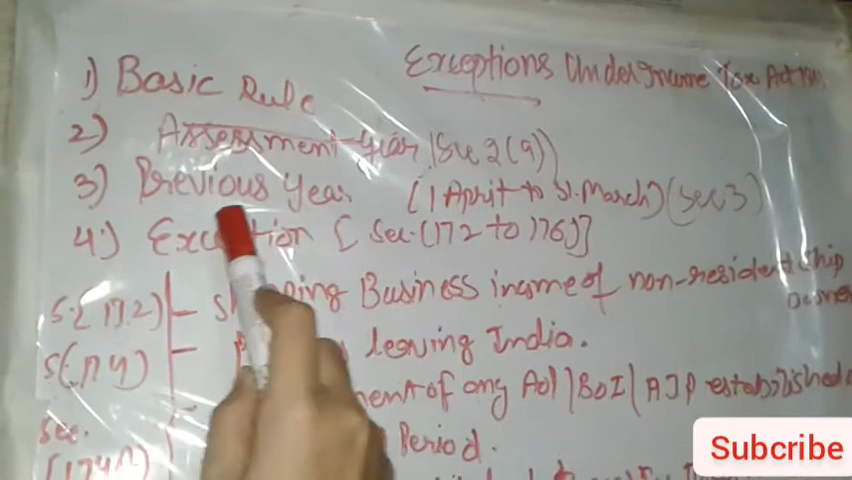 Exceptions Under Income Tax Act
1) Basic Rule
2) Assessment year (Sec 2(9))
3) Previous year (1 April to 31 March) (Sec 3)
4) Exception [Sec. (172 to 176)]
S. (172) - Shipping Business income of non-resident ship
S(174) - leaving India.
ment of any AOP/BOI/AJP established
Sec. Period.
(174A)
Subcribe